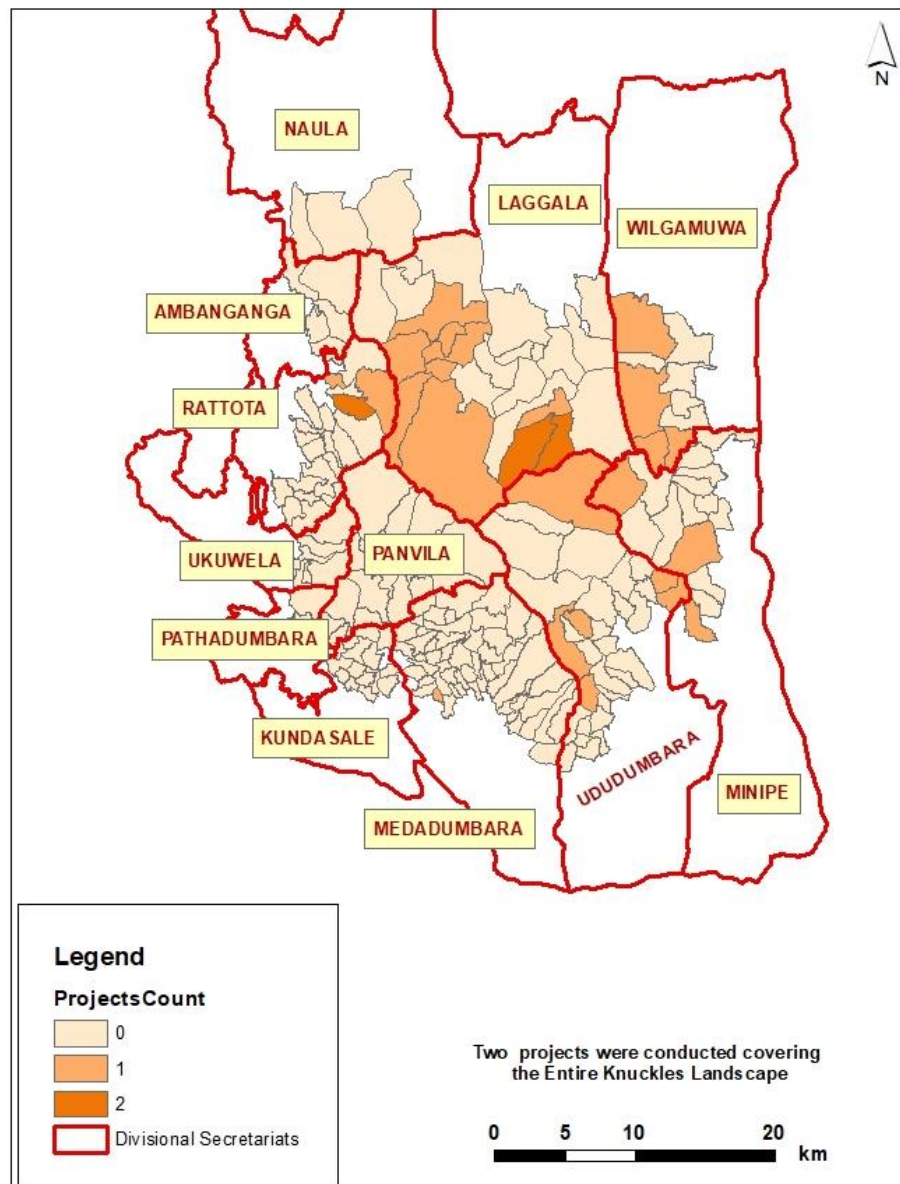 N
NAULA
LAGGALA
WILGAMUWA
AMBANGANGA
RATTOTA
UKUWELA
PANVILA
PATHADUMBARA
KUNDASALE
UDUDUMBARA
MINIPE
MEDADUMBARA
Legend
ProjectsCount
0
1
2
Divisional Secretariats
Two projects were conducted covering
the Entire Knuckles Landscape
0 5 10 20
km